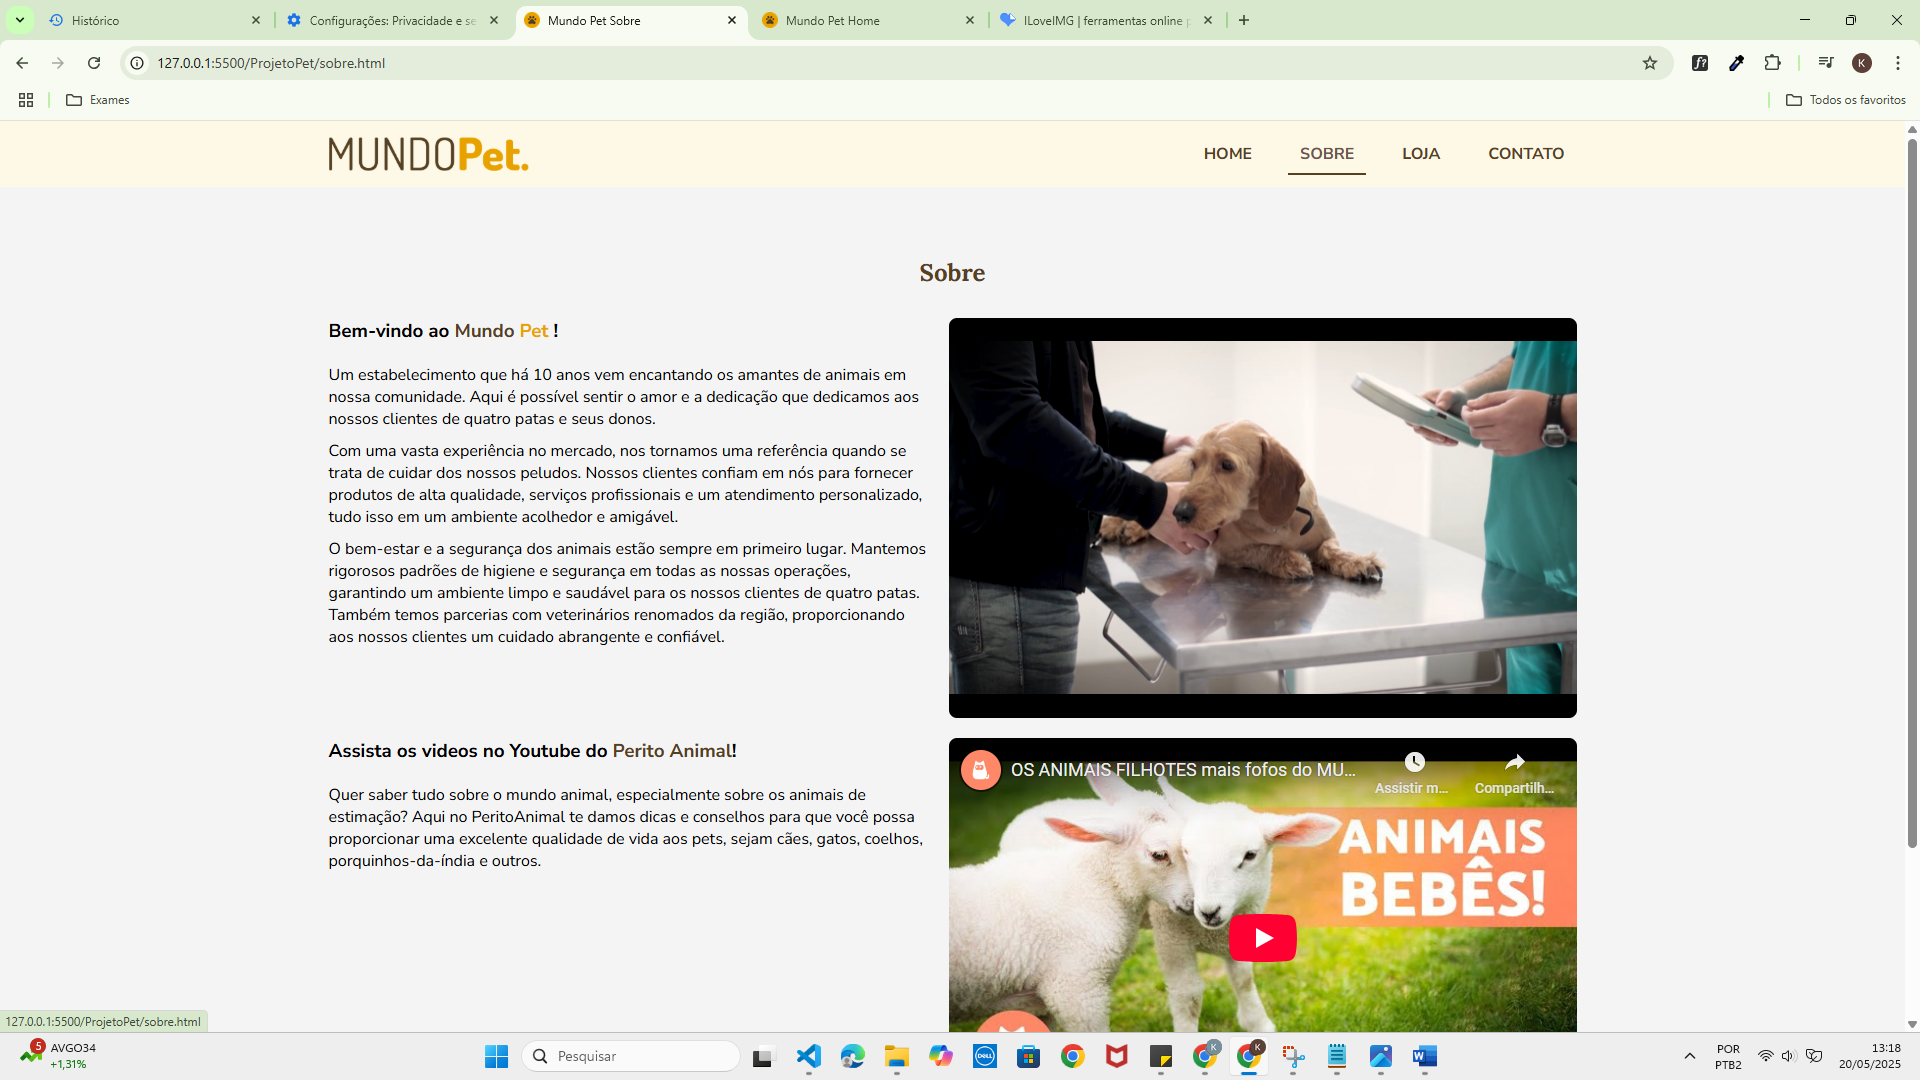 Histórico
Configurações: Privacidade e se
Mundo Pet Sobre
Mundo Pet Home
ILoveIMG | ferramentas online p
127.0.0.1:5500/ProjetoPet/sobre.html
K
Exames
Todos os favoritos
MUNDOPet.
HOME
SOBRE
LOJA
CONTATO
Sobre
Bem-vindo ao Mundo Pet !
Um estabelecimento que há 10 anos vem encantando os amantes de animais em
nossa comunidade. Aqui é possível sentir o amor e a dedicação que dedicamos aos
nossos clientes de quatro patas e seus donos.
Com uma vasta experiência no mercado, nos tornamos uma referência quando se
trata de cuidar dos nossos peludos. Nossos clientes confiam em nós para fornecer
produtos de alta qualidade, serviços profissionais e um atendimento personalizado,
tudo isso em um ambiente acolhedor e amigável.
O bem-estar e a segurança dos animais estão sempre em primeiro lugar. Mantemos
rigorosos padrões de higiene e segurança em todas as nossas operações,
garantindo um ambiente limpo e saudável para os nossos clientes de quatro patas.
Também temos parcerias com veterinários renomados da região, proporcionando
aos nossos clientes um cuidado abrangente e confiável.
Assista os videos no Youtube do Perito Animal!
Quer saber tudo sobre o mundo animal, especialmente sobre os animais de
estimação? Aqui no PeritoAnimal te damos dicas e conselhos para que você possa
proporcionar uma excelente qualidade de vida aos pets, sejam cães, gatos, coelhos,
porquinhos-da-índia e outros.
OS ANIMAIS FILHOTES mais fofos do MU...
Assistir m...
Compartilh...
ANIMAIS
BEBÊS!
127.0.0.1:5500/ProjetoPet/sobre.html
5
AVGO34
+1,31%
Pesquisar
DELL
K
K
POR
PTB2
13:18
20/05/2025